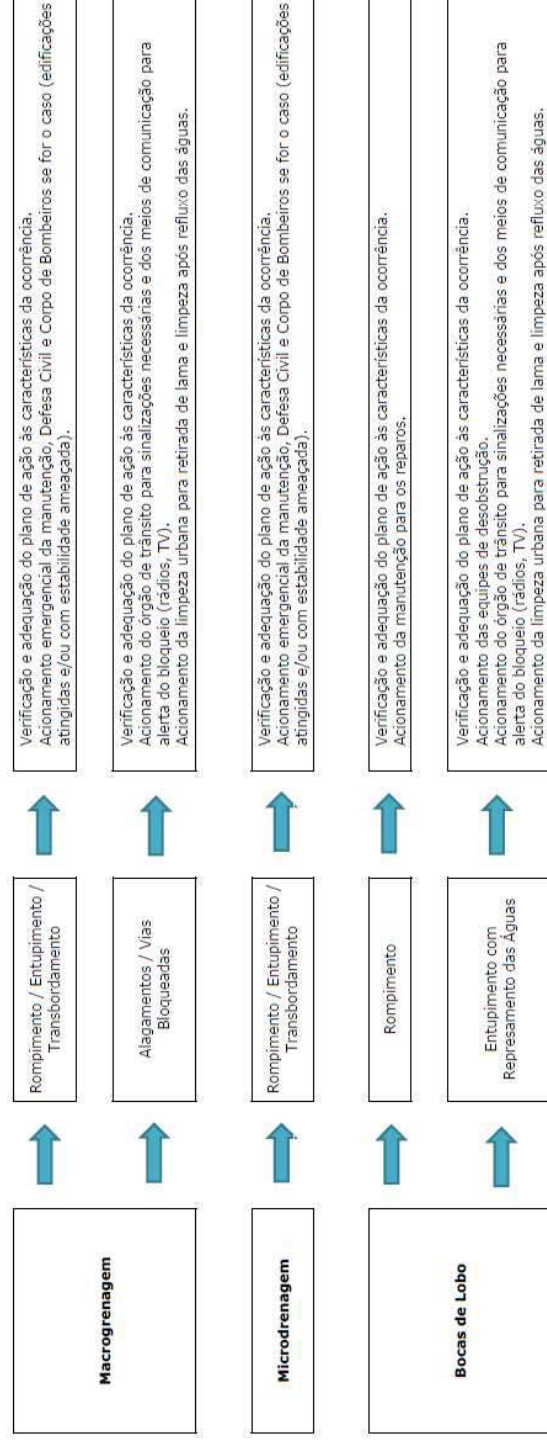 Macrogrenagem
Rompimento / Entupimento /
Transbordamento
Verificação e adequação do plano de ação às características da ocorrência.
Acionamento emergencial da manutenção, Defesa Civil e Corpo de Bombeiros se for o caso (edificações
atingidas e/ou com estabilidade ameaçada).
Alagamentos / Vias
Bloqueadas
Verificação e adequação do plano de ação às características da ocorrência.
Acionamento do órgão de trânsito para sinalizações necessárias e dos meios de comunicação para
alerta do bloqueio (rádios, TV).
Acionamento da limpeza urbana para retirada de lama e limpeza após refluxo das águas.
Microdrenagem
Rompimento / Entupimento /
Transbordamento
Verificação e adequação do plano de ação às características da ocorrência.
Acionamento emergencial da manutenção, Defesa Civil e Corpo de Bombeiros se for o caso (edificações
atingidas e/ou com estabilidade ameaçada).
Bocas de Lobo
Rompimento
Verificação e adequação do plano de ação às características da ocorrência.
Acionamento da manutenção para os reparos.
Entupimento com
Represamento das Águas
Verificação e adequação do plano de ação às características da ocorrência.
Acionamento das equipes de desobstrução.
Acionamento do órgão de trânsito para sinalizações necessárias e dos meios de comunicação para
alerta do bloqueio (rádios, TV).
Acionamento da limpeza urbana para retirada de lama e limpeza após refluxo das águas.